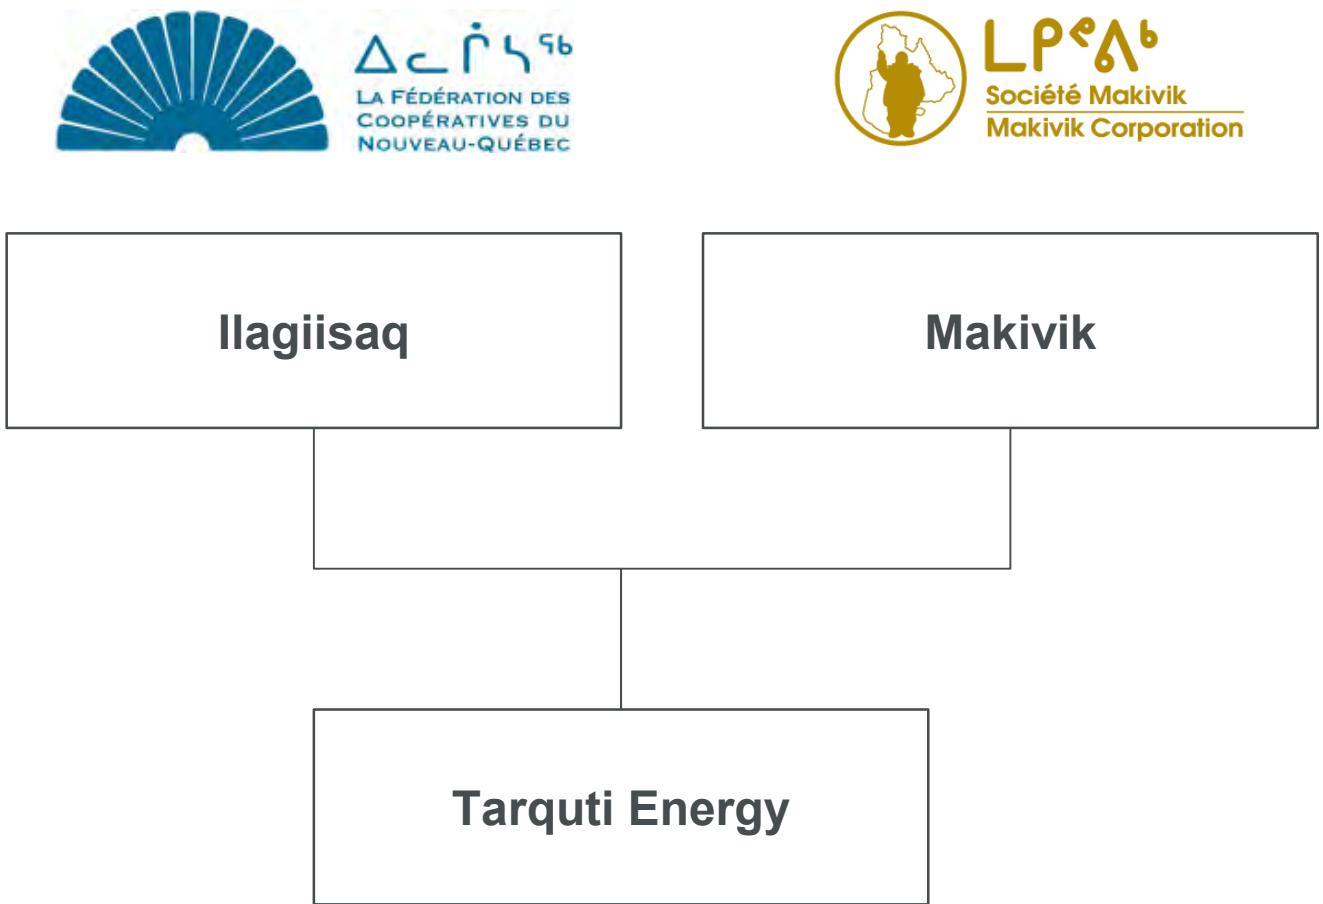 ᐃᓚᒌᓴᖅ
LA FÉDÉRATION DES
COOPÉRATIVES DU
NOUVEAU-QUÉBEC
ᒪᑭᕝᕕᒃ
Société Makivik
Makivik Corporation
Ilagiisaq
Makivik
Tarquti Energy